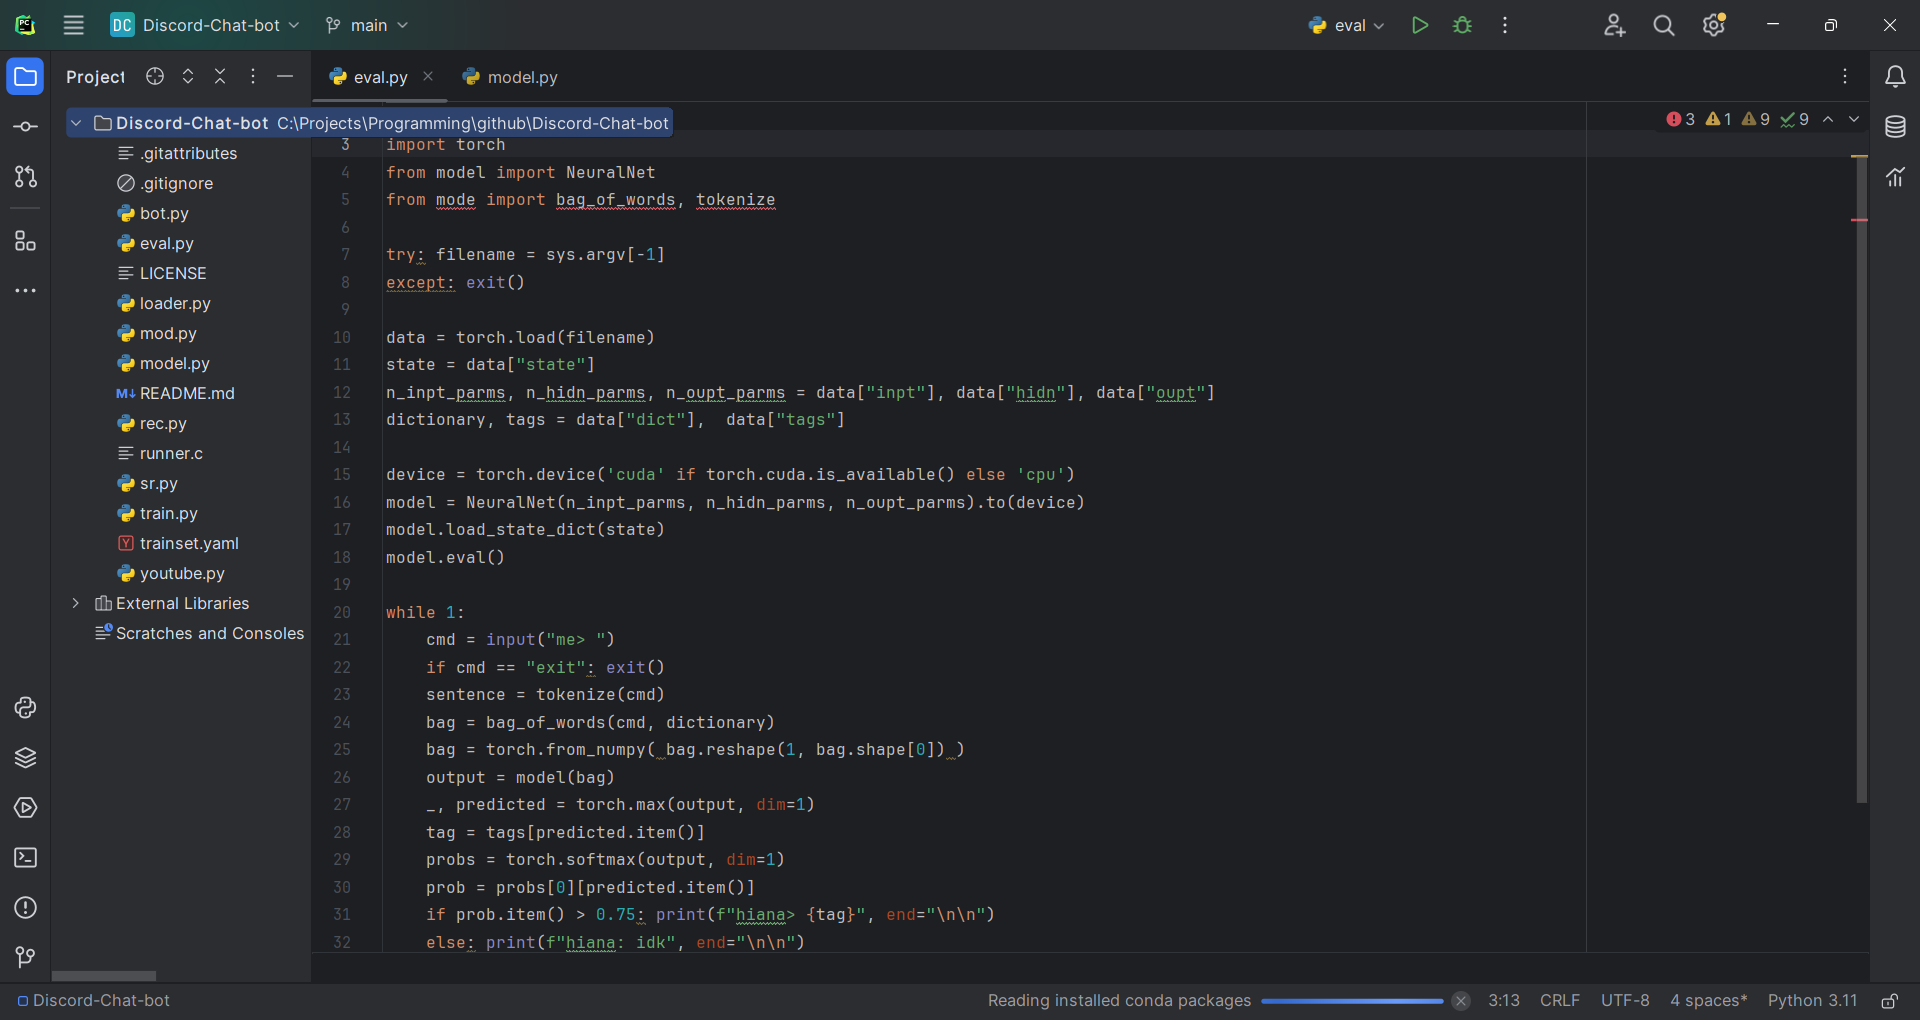 DC Discord-Chat-bot main eval
Project
eval.py model.py
Discord-Chat-bot C:\Projects\Programming\github\Discord-Chat-bot
.gitattributes
.gitignore
bot.py
eval.py
LICENSE
loader.py
mod.py
model.py
M↓ README.md
rec.py
runner.c
sr.py
train.py
Y trainset.yaml
youtube.py
External Libraries
Scratches and Consoles
3 1 9 9
3 import torch
4 from model import NeuralNet
5 from mode import bag_of_words, tokenize
6
7 try: filename = sys.argv[-1]
8 except: exit()
9
10 data = torch.load(filename)
11 state = data["state"]
12 n_inpt_parms, n_hidn_parms, n_oupt_parms = data["inpt"], data["hidn"], data["oupt"]
13 dictionary, tags = data["dict"],  data["tags"]
14
15 device = torch.device('cuda' if torch.cuda.is_available() else 'cpu')
16 model = NeuralNet(n_inpt_parms, n_hidn_parms, n_oupt_parms).to(device)
17 model.load_state_dict(state)
18 model.eval()
19
20 while 1:
21     cmd = input("me> ")
22     if cmd == "exit": exit()
23     sentence = tokenize(cmd)
24     bag = bag_of_words(cmd, dictionary)
25     bag = torch.from_numpy( bag.reshape(1, bag.shape[0]) )
26     output = model(bag)
27     _, predicted = torch.max(output, dim=1)
28     tag = tags[predicted.item()]
29     probs = torch.softmax(output, dim=1)
30     prob = probs[0][predicted.item()]
31     if prob.item() > 0.75: print(f"hiana> {tag}", end="\n\n")
32     else: print(f"hiana: idk", end="\n\n")
Discord-Chat-bot Reading installed conda packages 3:13 CRLF UTF-8 4 spaces* Python 3.11